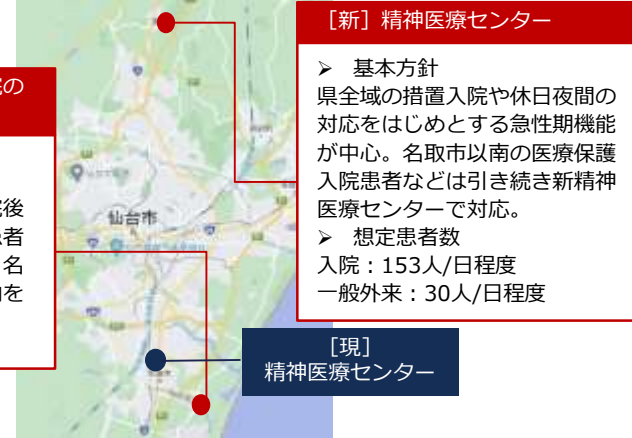 ［新］精神医療センター
➢ 基本方針
県全域の措置入院や休日夜間の
対応をはじめとする急性期機能
が中心。名取市以南の医療保護
入院患者などは引き続き新精神
医療センターで対応。
➢ 想定患者数
入院：153人/日程度
一般外来：30人/日程度
の
後
者
名
を
仙台市
［現］
精神医療センター